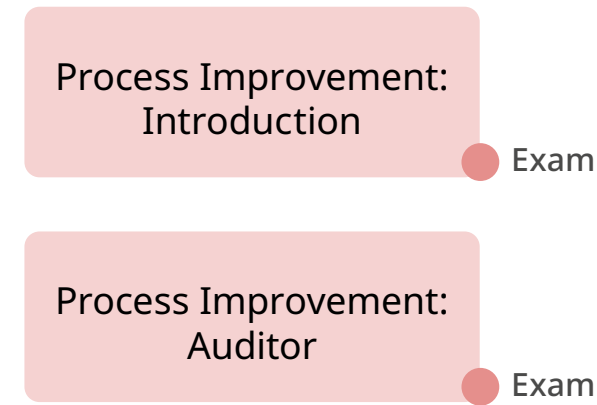 Process Improvement:
Introduction
Exam
Process Improvement:
Auditor
Exam